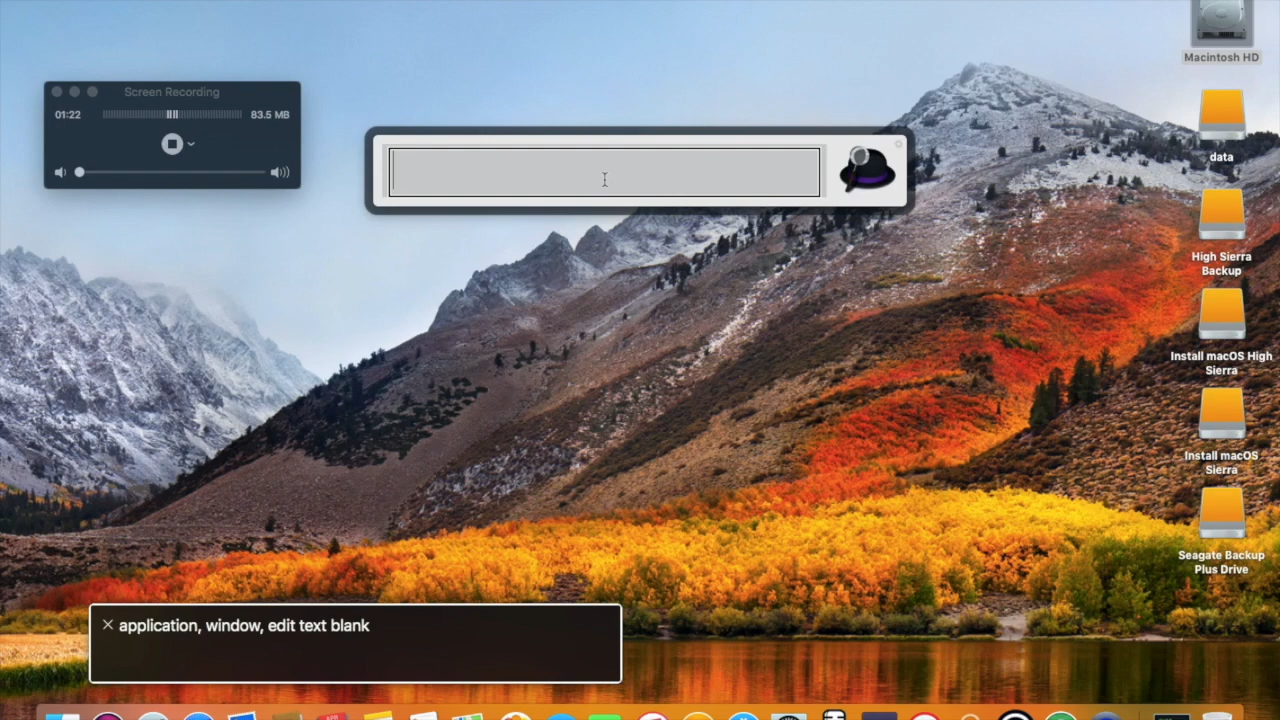 Screen Recording
01:22
83.5 MB
Macintosh HD
data
High Sierra
Backup
Install macOS High
Sierra
Install macOS
Sierra
Seagate Backup
Plus Drive
application, window, edit text blank